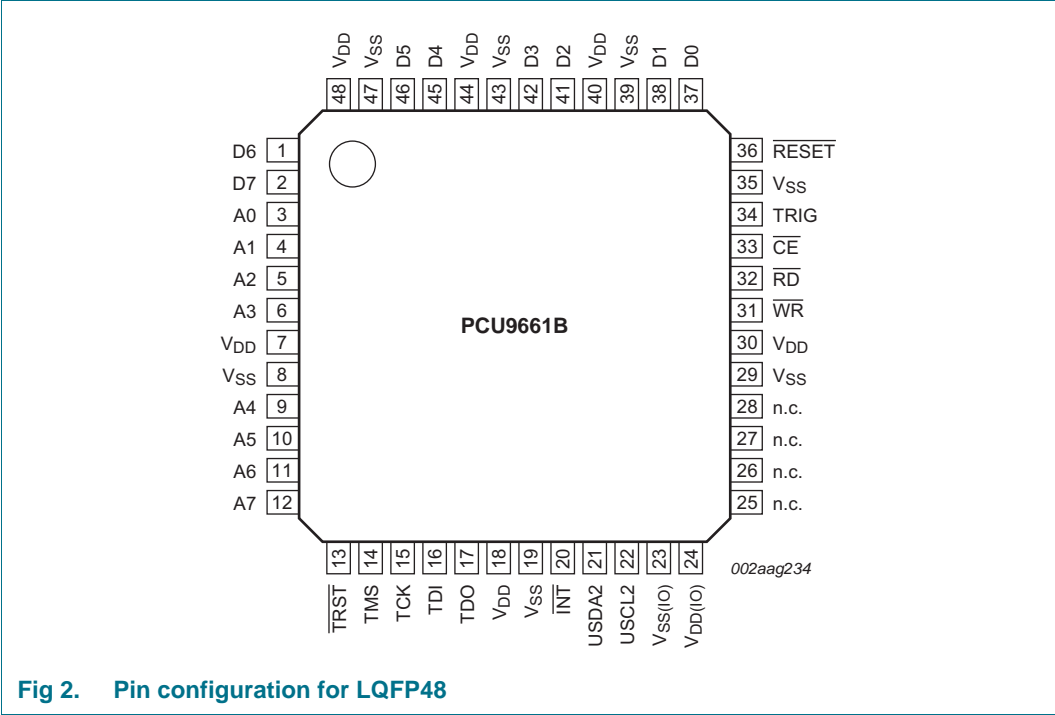 VDD VSS D5 D4 VDD VSS D3 D2 VDD VSS D1 D0
48 47 46 45 44 43 42 41 40 39 38 37
D6 1
D7 2
A0 3
A1 4
A2 5
A3 6
VDD 7
VSS 8
A4 9
A5 10
A6 11
A7 12
PCU9661B
36 RESET
35 VSS
34 TRIG
33 CE
32 RD
31 WR
30 VDD
29 VSS
28 n.c.
27 n.c.
26 n.c.
25 n.c.
13 14 15 16 17 18 19 20 21 22 23 24
TRST TMS TCK TDI TDO VDD VSS INT USDA2 USCL2 VSS(IO) VDD(IO)
002aag234
Fig 2. Pin configuration for LQFP48